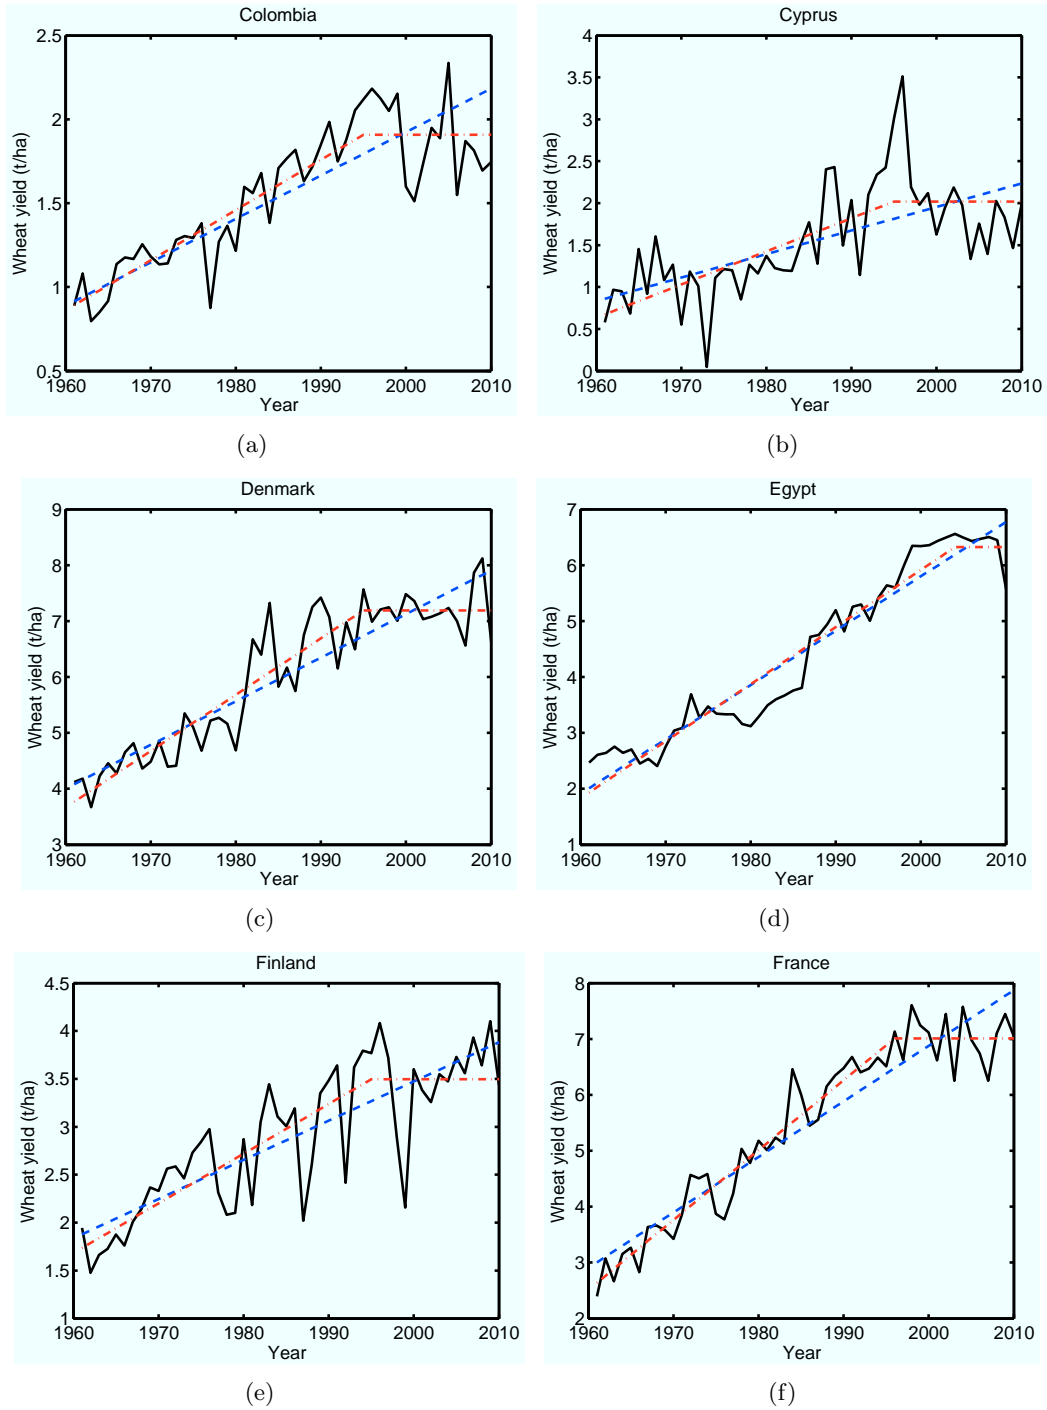 Colombia
Wheat yield (t/ha)
2.5
2
1.5
1
0.5
1960 1970 1980 1990 2000 2010
Year
(a)
Cyprus
Wheat yield (t/ha)
4
3.5
3
2.5
2
1.5
1
0.5
0
1960 1970 1980 1990 2000 2010
Year
(b)
Denmark
Wheat yield (t/ha)
9
8
7
6
5
4
3
1960 1970 1980 1990 2000 2010
Year
(c)
Egypt
Wheat yield (t/ha)
7
6
5
4
3
2
1
1960 1970 1980 1990 2000 2010
Year
(d)
Finland
Wheat yield (t/ha)
4.5
4
3.5
3
2.5
2
1.5
1
1960 1970 1980 1990 2000 2010
Year
(e)
France
Wheat yield (t/ha)
8
7
6
5
4
3
2
1960 1970 1980 1990 2000 2010
Year
(f)